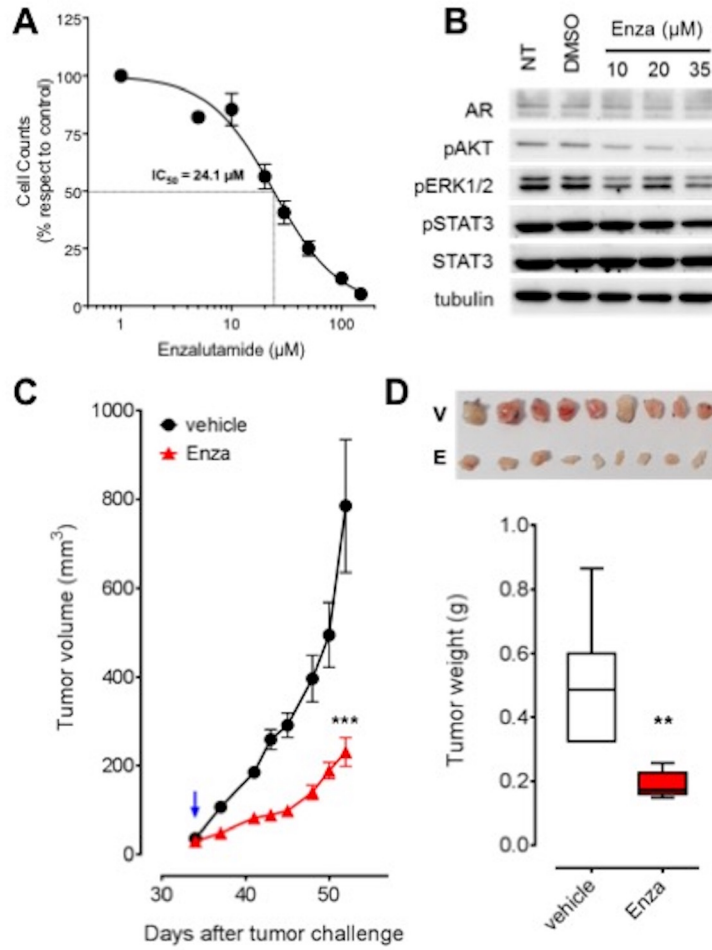 A
125
100
75
50
25
0
Cell Counts
(% respect to control)
IC50 = 24.1 µM
1
10
100
Enzalutamide (µM)
B
NT
DMSO
Enza (µM)
10
20
35
AR
pAKT
pERK1/2
pSTAT3
STAT3
tubulin
C
1000
800
600
400
200
0
Tumor volume (mm3)
vehicle
Enza
***
30
40
50
Days after tumor challenge
D
V
E
1.0
0.8
0.6
0.4
0.2
0.0
Tumor weight (g)
**
vehicle
Enza